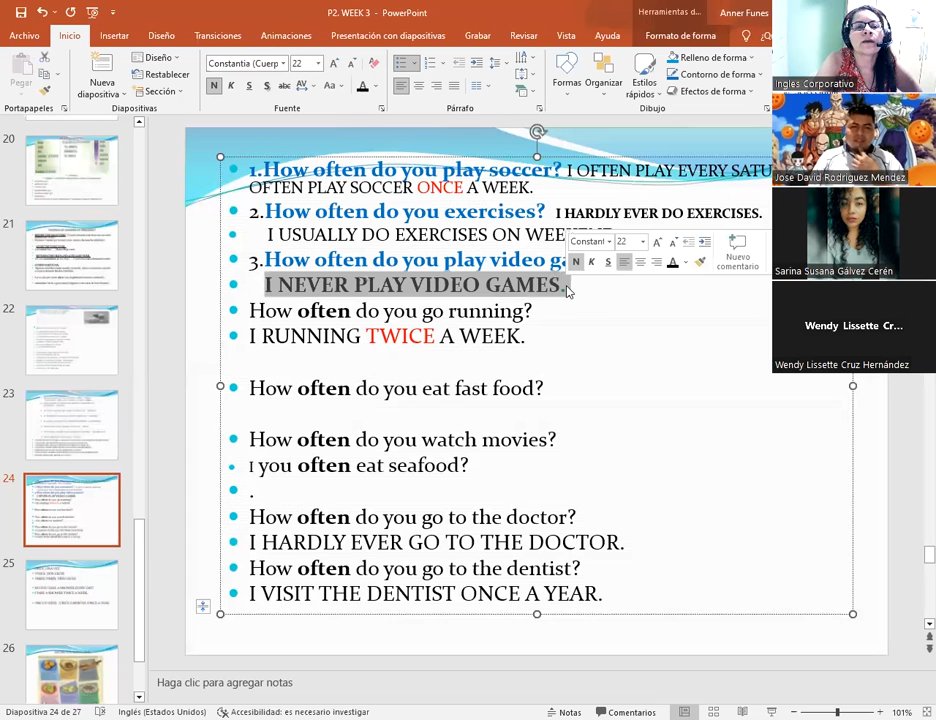 P2. WEEK 3 - PowerPoint
Herramientas d...
Anner Funes
Archivo
Inicio
Insertar
Diseño
Transiciones
Animaciones
Presentación con diapositivas
Grabar
Revisar
Vista
Ayuda
Formato de forma
Pegar
Nueva
diapositiva
Diseño
Restablecer
Sección
Constantia (Cuerp
22
N K S S
Aa
Formas
Organizar
Estilos
rápidos
Relleno de forma
Contorno de forma
Efectos de forma
Portapapeles
Diapositivas
Fuente
Párrafo
Dibujo
Ingles Corporativo
Jose David Rodriguez Mendez
Sarina Susana Gálvez Cerén
Wendy Lissette Cr...
Wendy Lissette Cruz Hernández
20
21
22
23
24
25
26
1.How often do you play soccer? I OFTEN PLAY EVERY SATU
OFTEN PLAY SOCCER ONCE A WEEK.
2.How often do you exercises? I HARDLY EVER DO EXERCISES.
I USUALLY DO EXERCISES ON
3.How often do you play video
I NEVER PLAY VIDEO GAMES.
Constanl
22
N K S
Nuevo
comentario
How often do you go running?
I RUNNING TWICE A WEEK.
How often do you eat fast food?
How often do you watch movies?
I you often eat seafood?
.
How often do you go to the doctor?
I HARDLY EVER GO TO THE DOCTOR.
How often do you go to the dentist?
I VISIT THE DENTIST ONCE A YEAR.
Haga clic para agregar notas
Diapositiva 24 de 27
Inglés (Estados Unidos)
Accesibilidad: es necesario investigar
Notas
Comentarios
101%